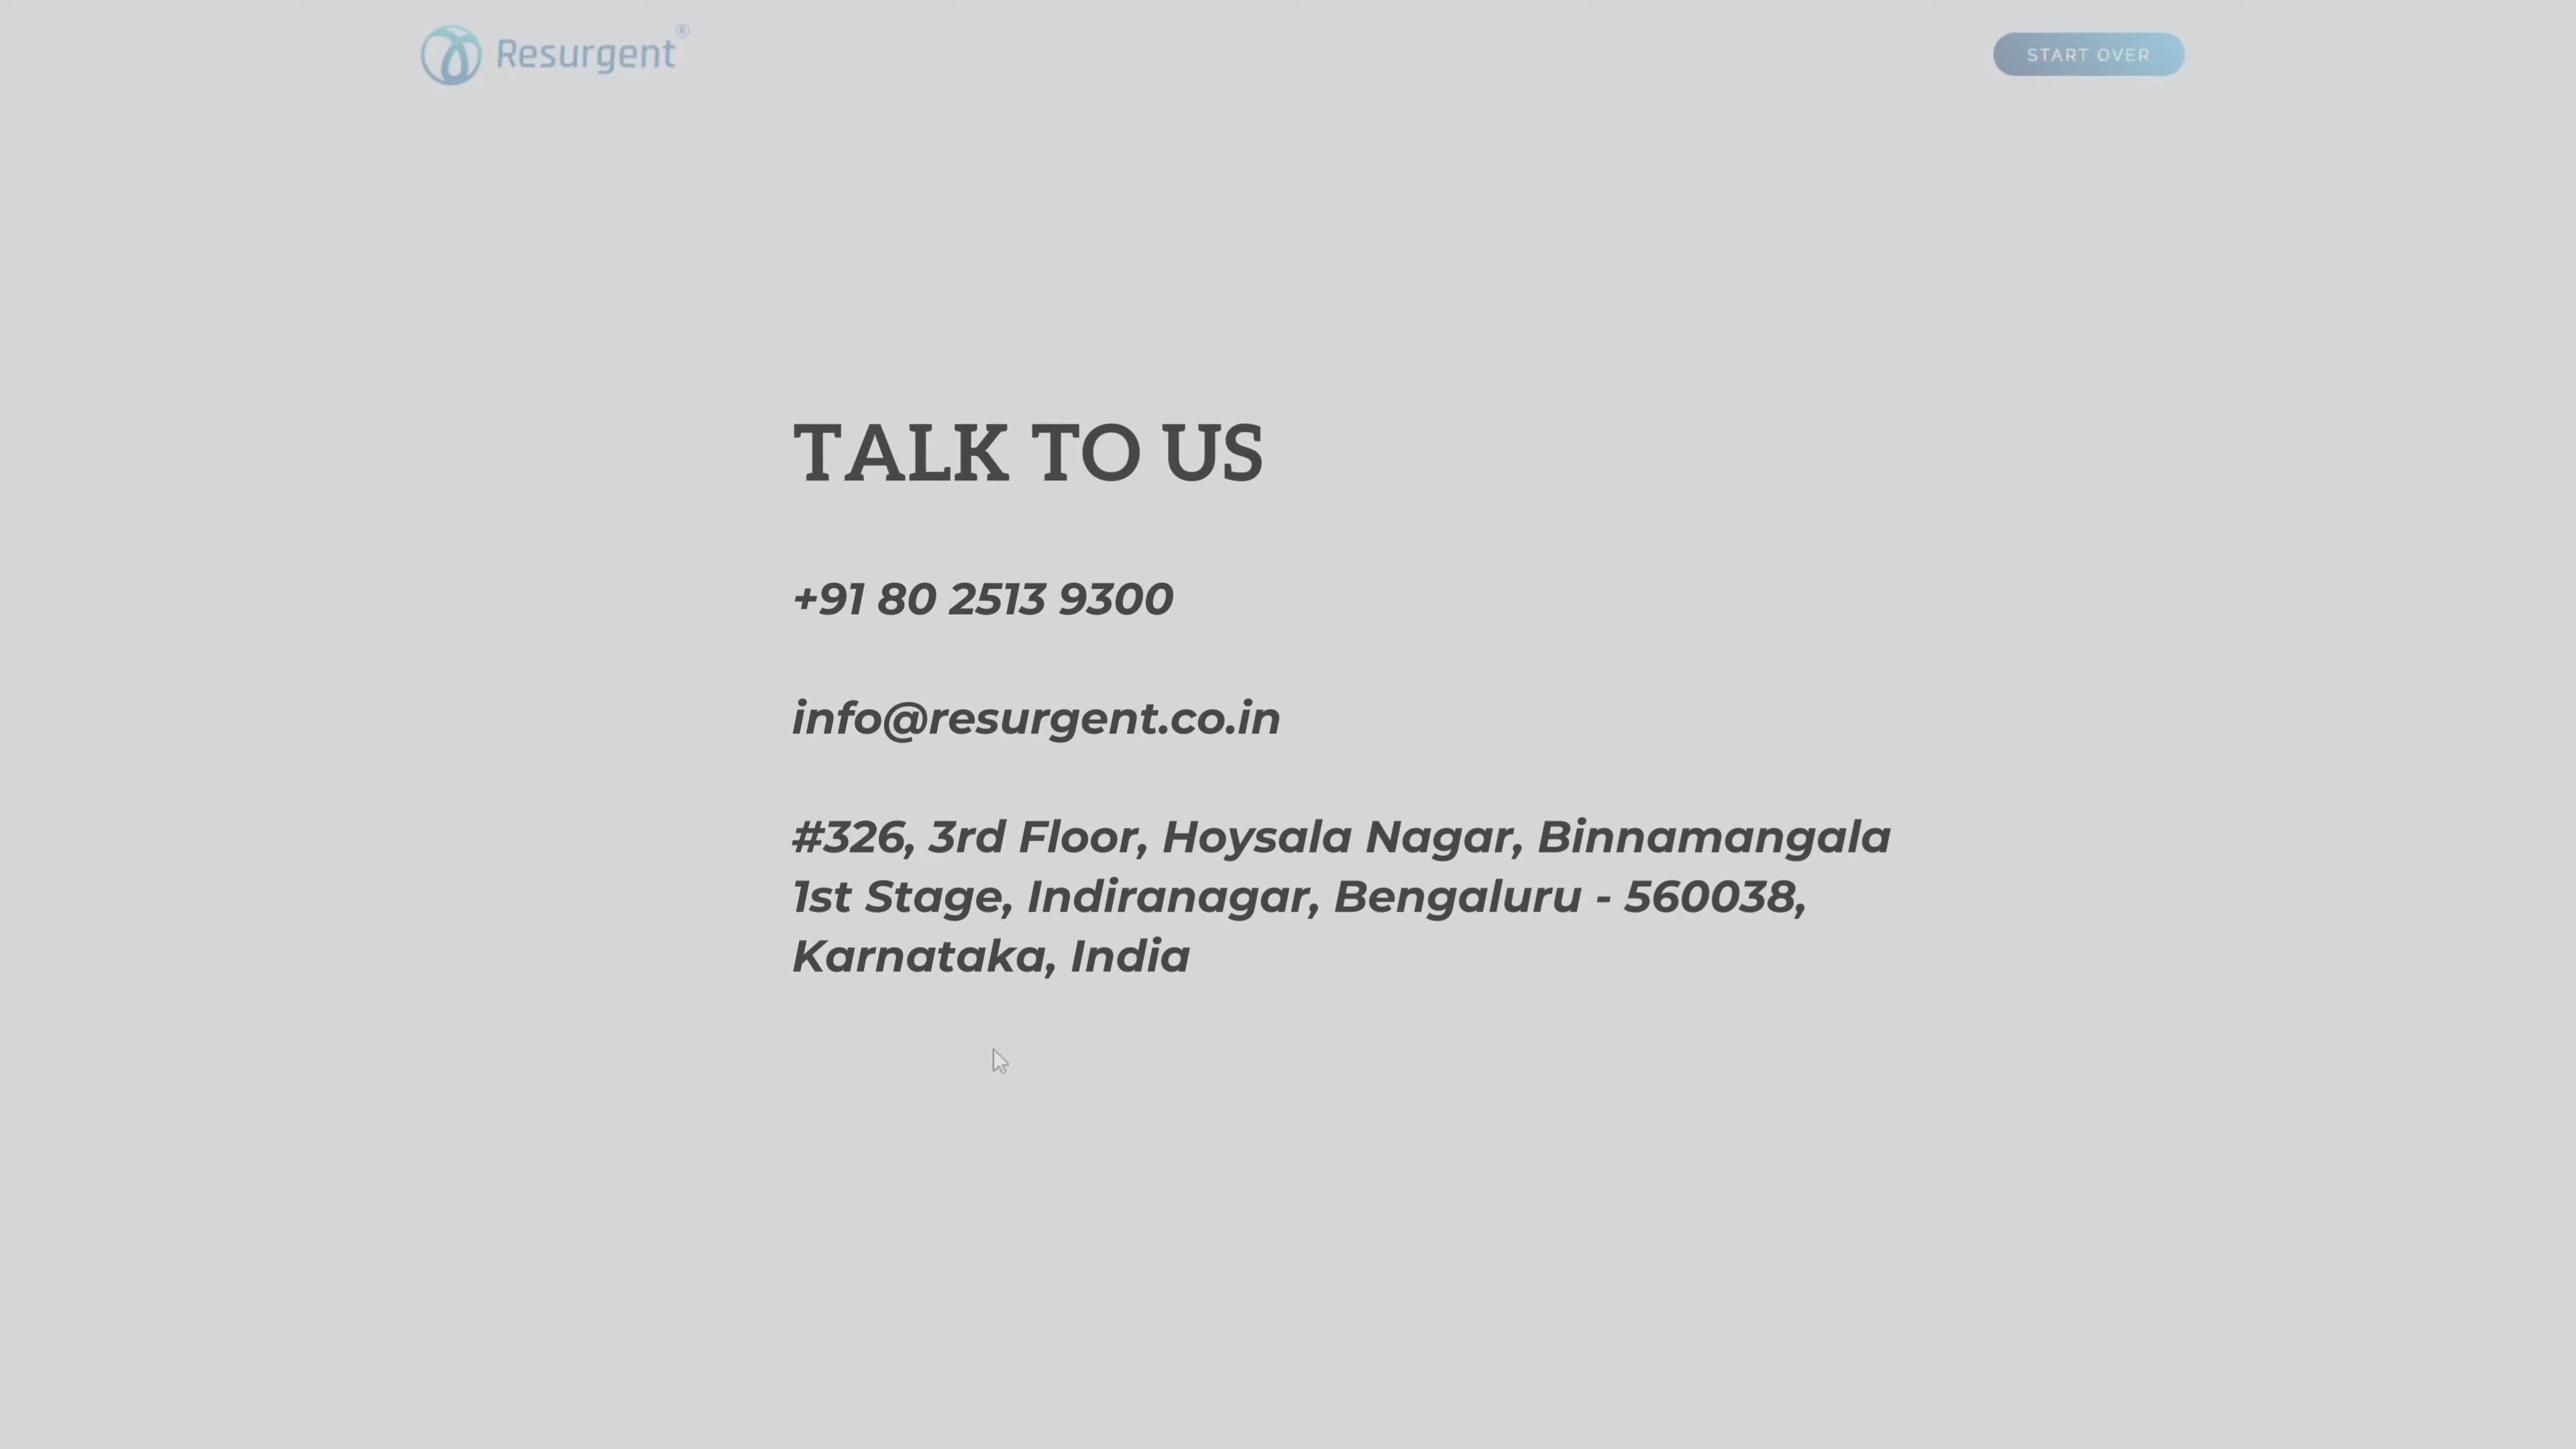 Resurgent®
START OVER
TALK TO US
+91 80 2513 9300
info@resurgent.co.in
#326, 3rd Floor, Hoysala Nagar, Binnamangala
1st Stage, Indiranagar, Bengaluru - 560038,
Karnataka, India